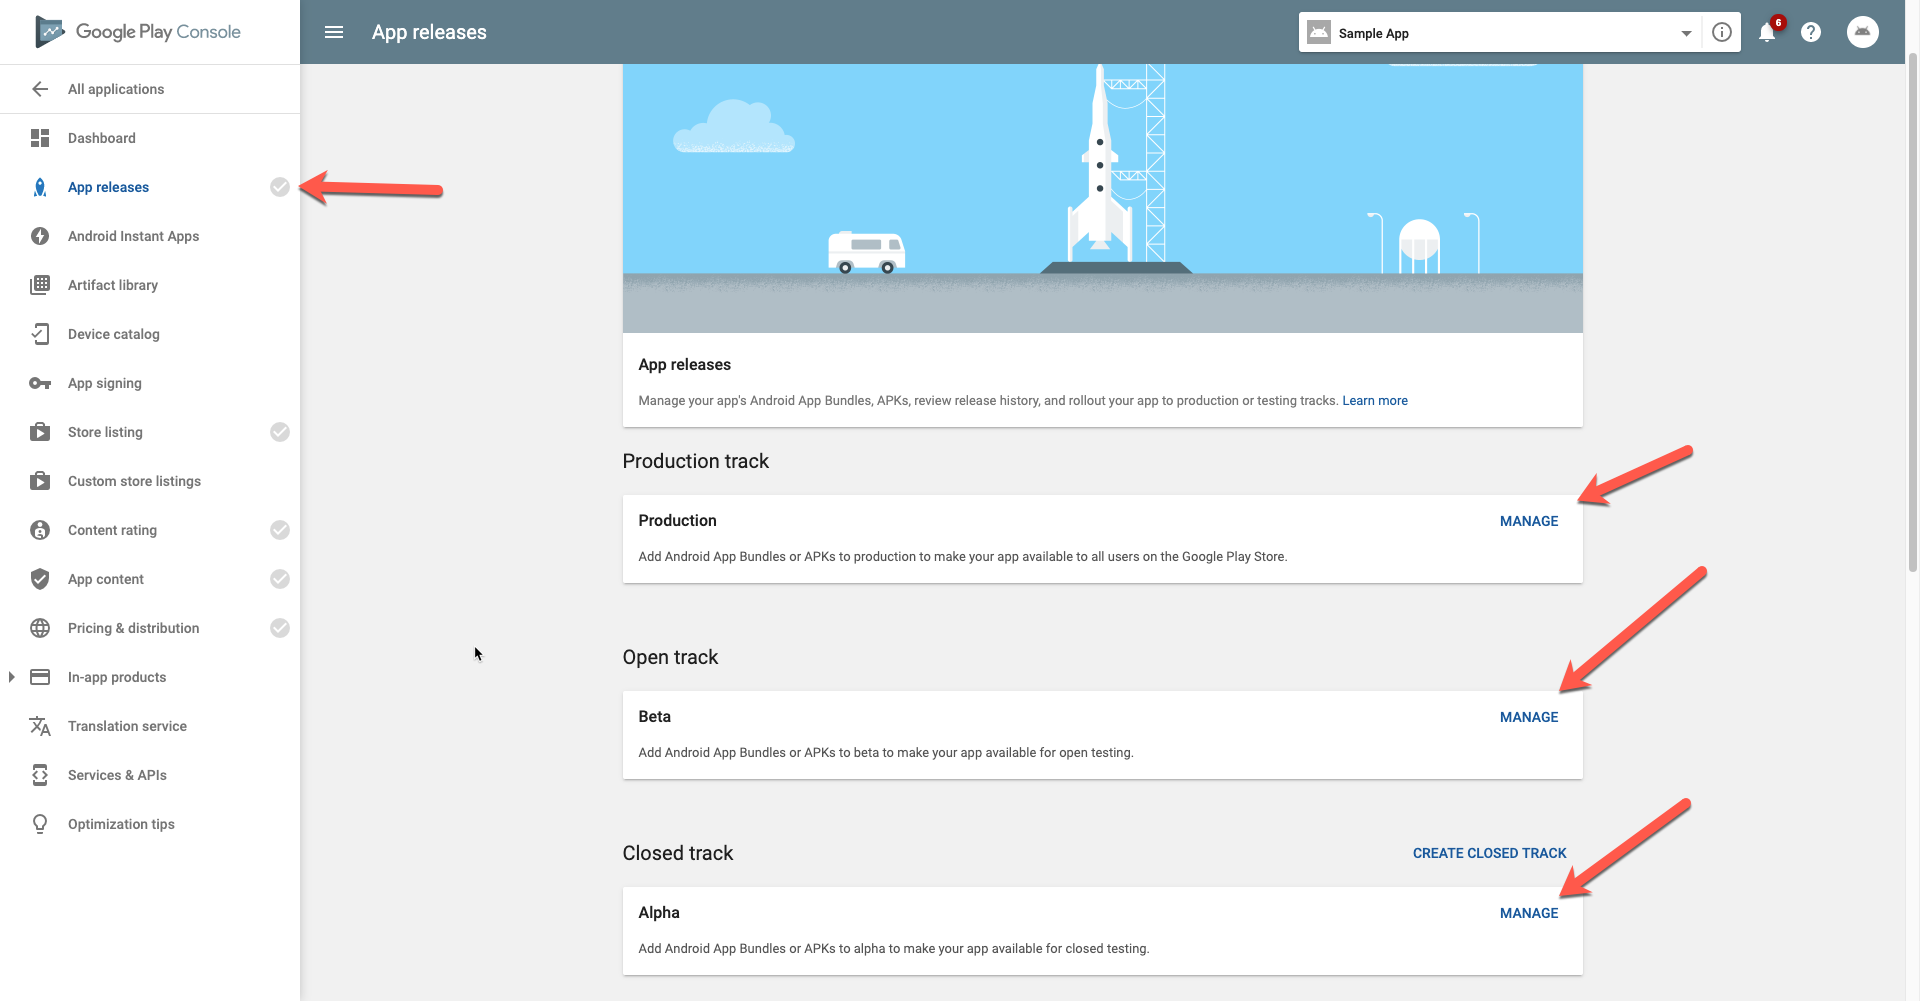 Google Play Console
App releases
Sample App
6
All applications
Dashboard
App releases
Android Instant Apps
Artifact library
Device catalog
App signing
Store listing
Custom store listings
Content rating
App content
Pricing & distribution
In-app products
Translation service
Services & APIs
Optimization tips
App releases
Manage your app's Android App Bundles, APKs, review release history, and rollout your app to production or testing tracks. Learn more
Production track
Production
MANAGE
Add Android App Bundles or APKs to production to make your app available to all users on the Google Play Store.
Open track
Beta
MANAGE
Add Android App Bundles or APKs to beta to make your app available for open testing.
Closed track
CREATE CLOSED TRACK
Alpha
MANAGE
Add Android App Bundles or APKs to alpha to make your app available for closed testing.